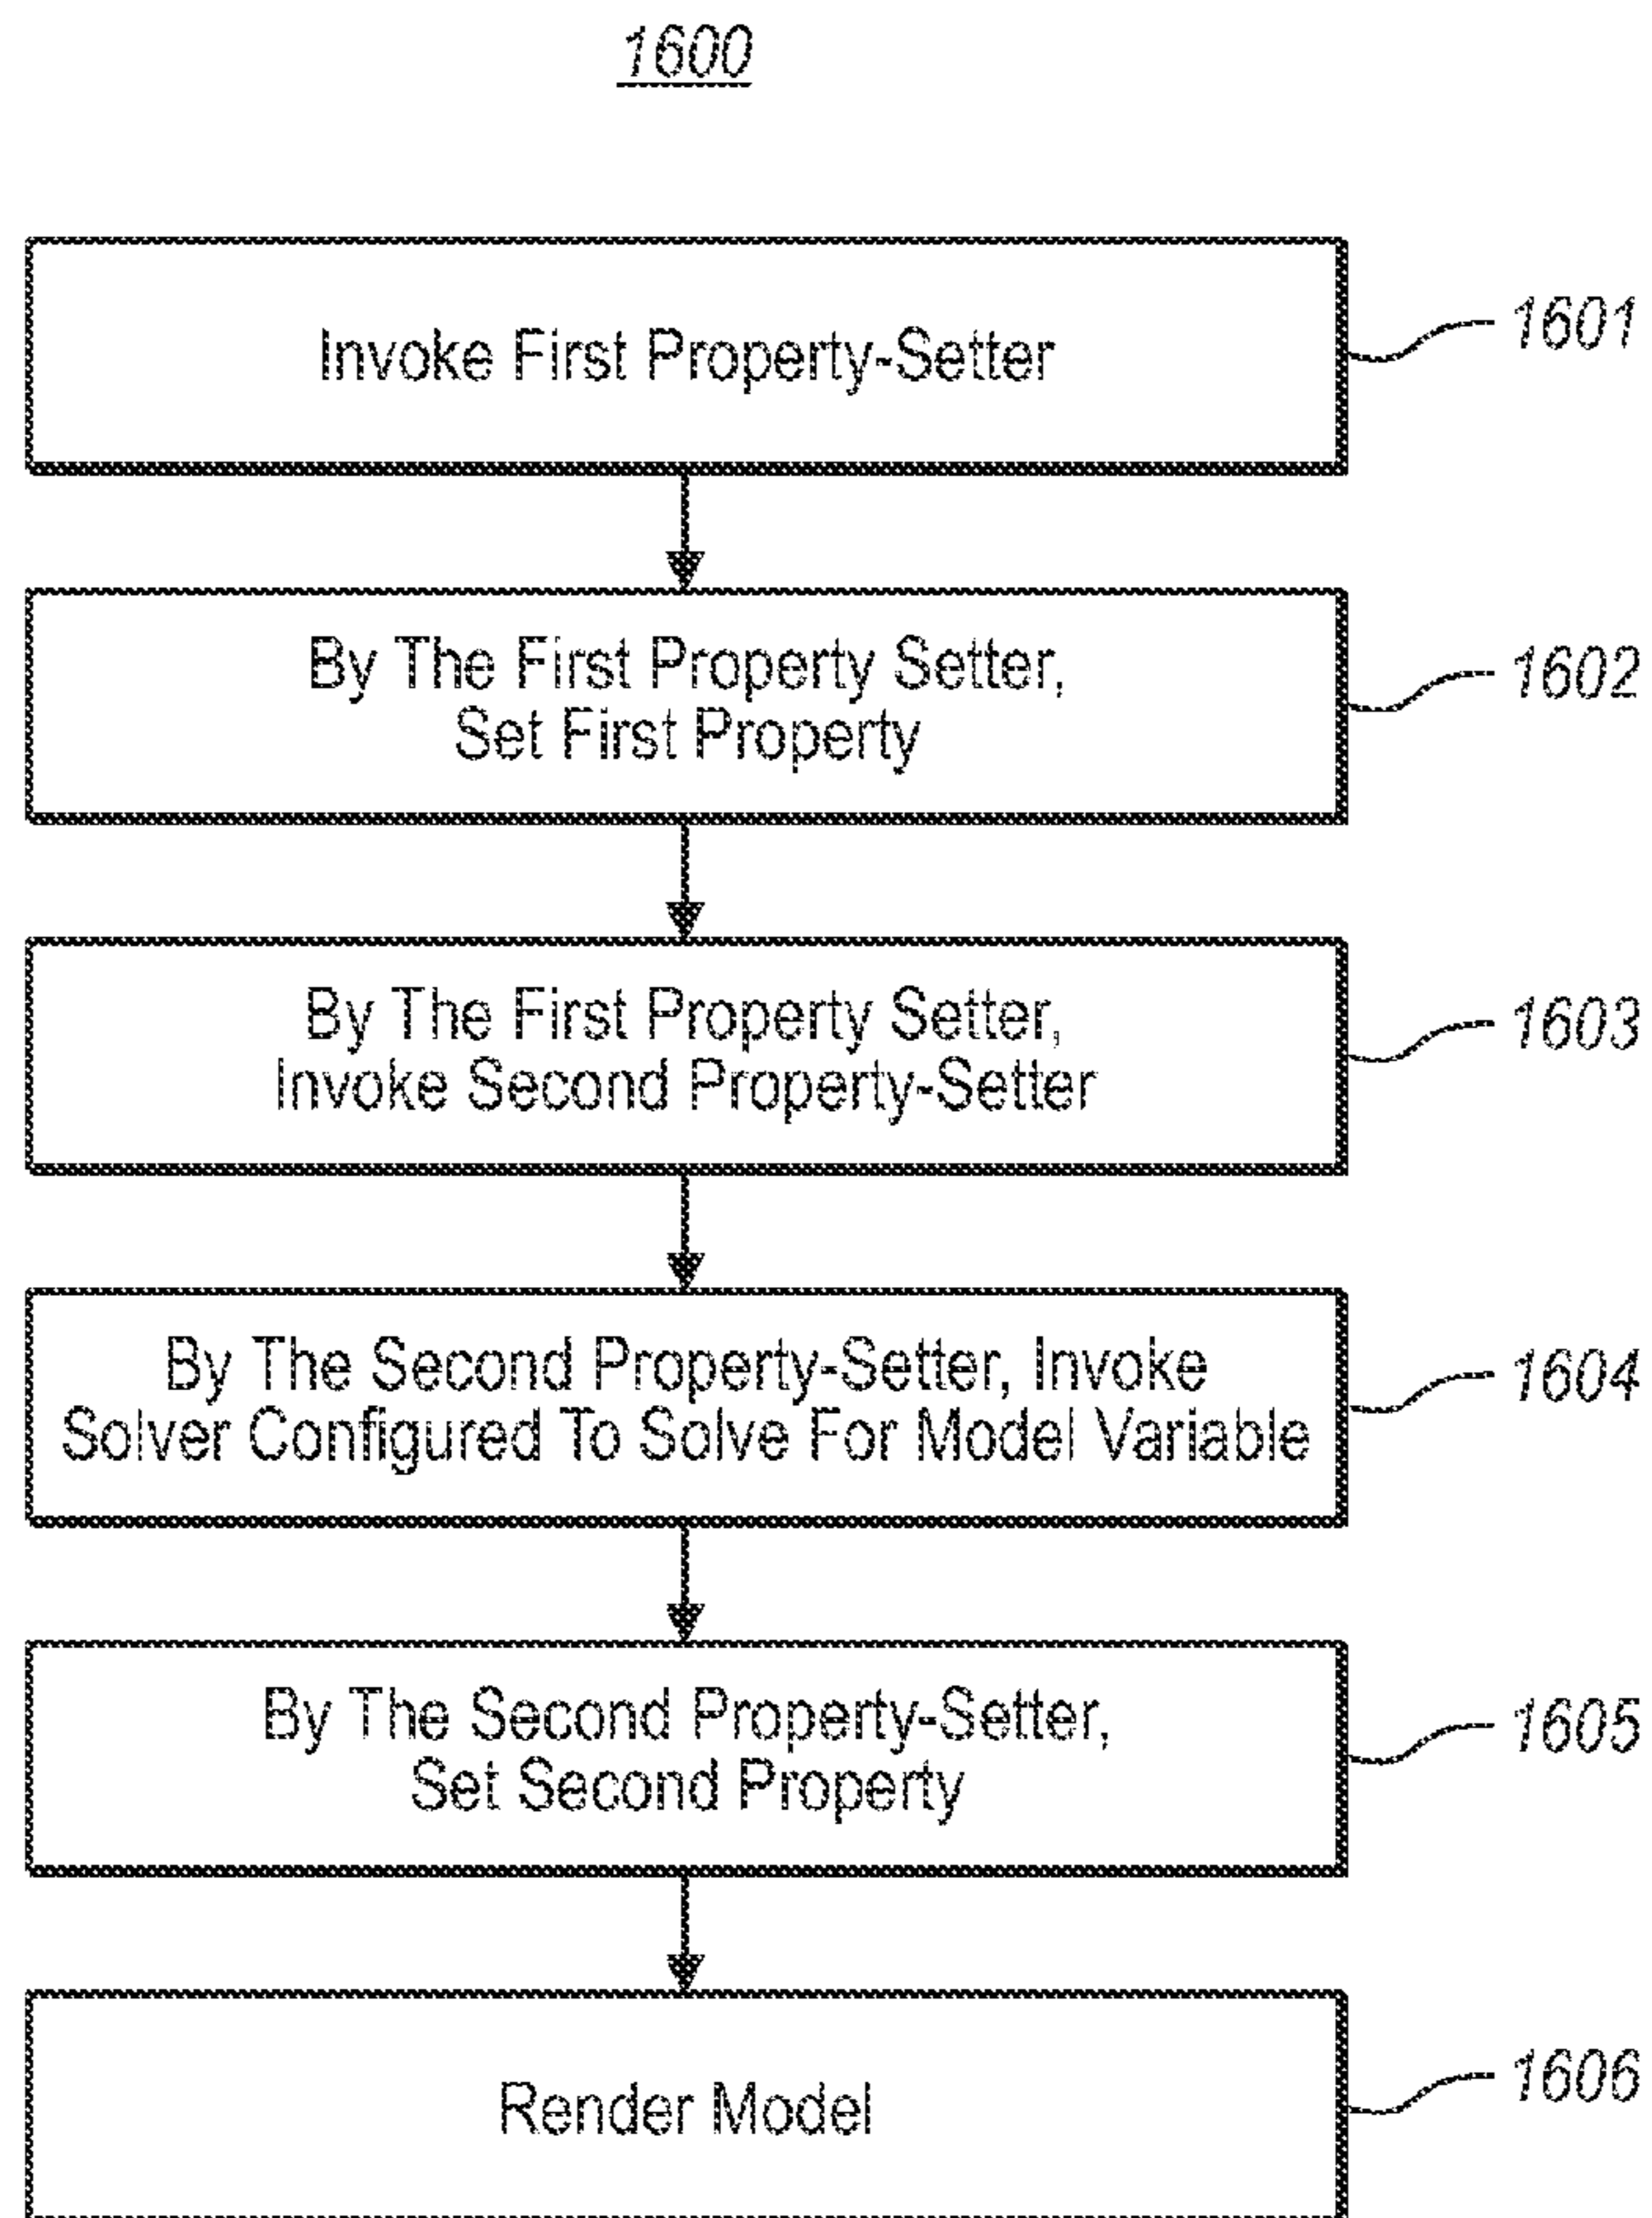 1600
Invoke First Property-Setter
1601
By The First Property Setter,
Set First Property
1602
By The First Property Setter,
Invoke Second Property-Setter
1603
By The Second Property-Setter, Invoke
Solver Configured To Solve For Model Variable
1604
By The Second Property-Setter,
Set Second Property
1605
Render Model
1606